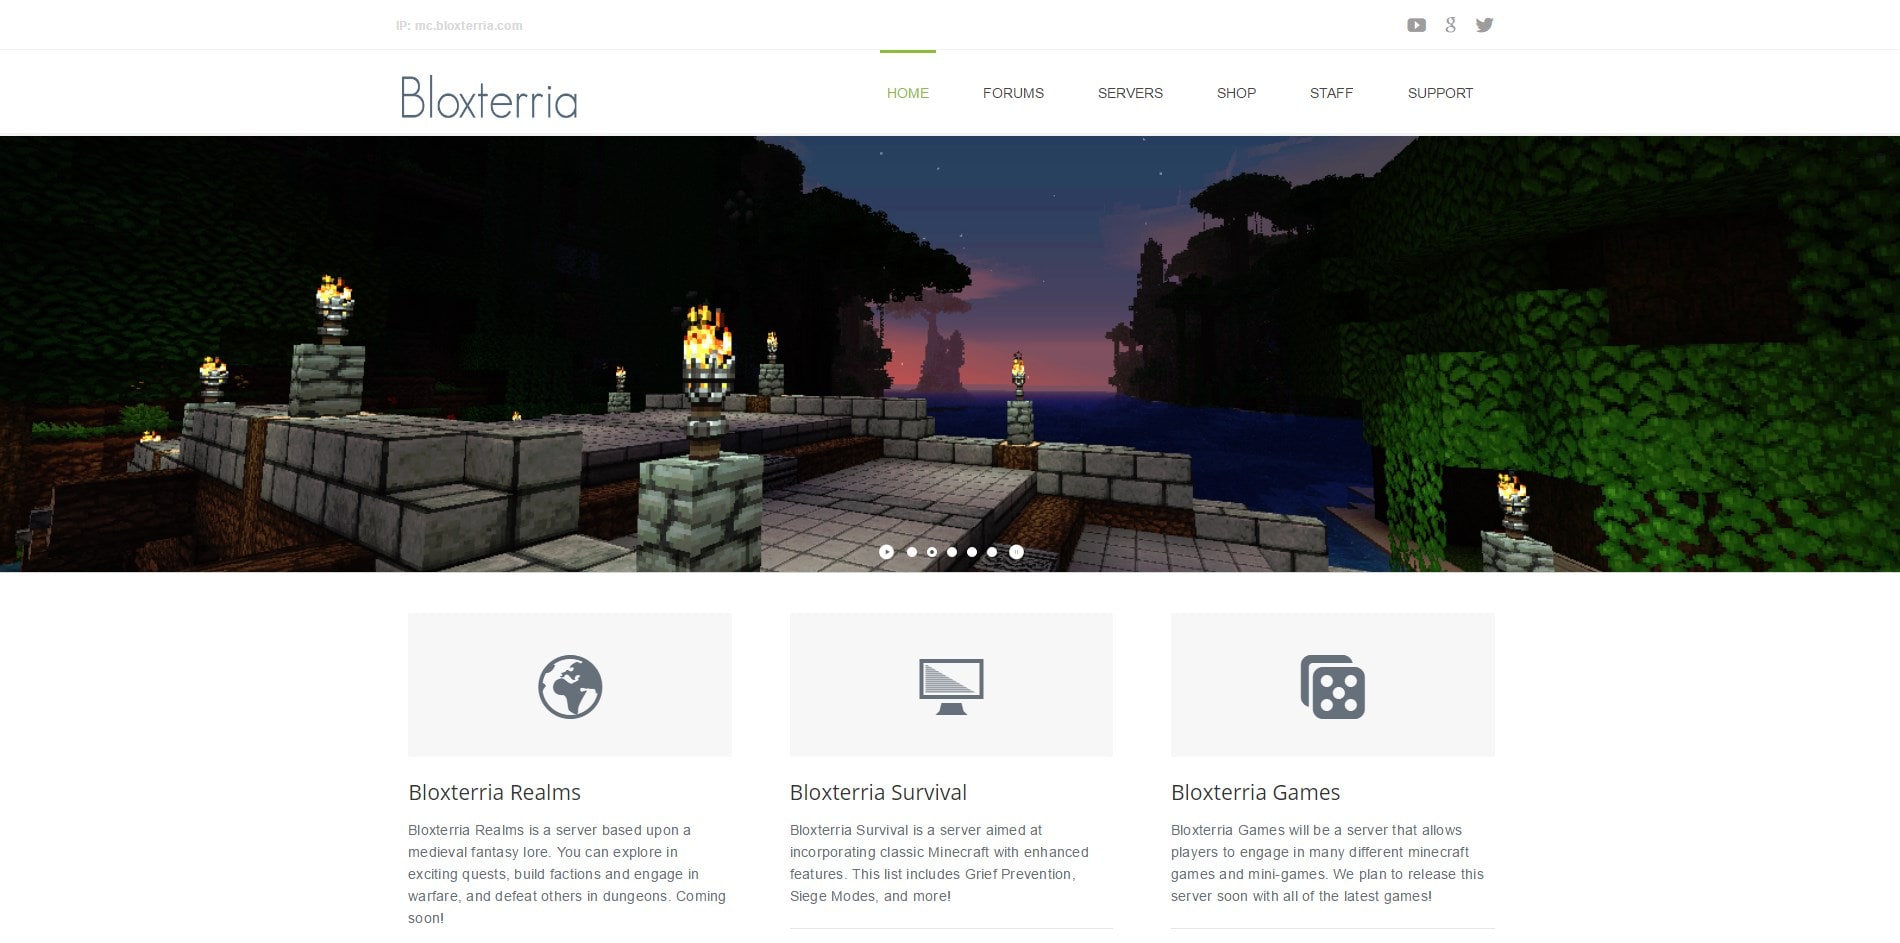 IP: mc.bloxterria.com
Bloxterria
HOME
FORUMS
SERVERS
SHOP
STAFF
SUPPORT
Bloxterria Realms
Bloxterria Realms is a server based upon a
medieval fantasy lore. You can explore in
exciting quests, build factions and engage in
warfare, and defeat others in dungeons. Coming
soon!
Bloxterria Survival
Bloxterria Survival is a server aimed at
incorporating classic Minecraft with enhanced
features. This list includes Grief Prevention,
Siege Modes, and more!
Bloxterria Games
Bloxterria Games will be a server that allows
players to engage in many different minecraft
games and mini-games. We plan to release this
server soon with all of the latest games!